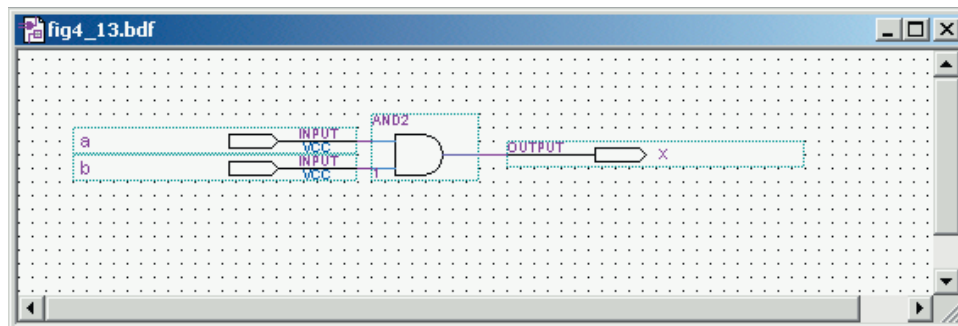 fig4_13.bdf
AND2
a INPUT
VCC
b INPUT
VCC
1
OUTPUT x